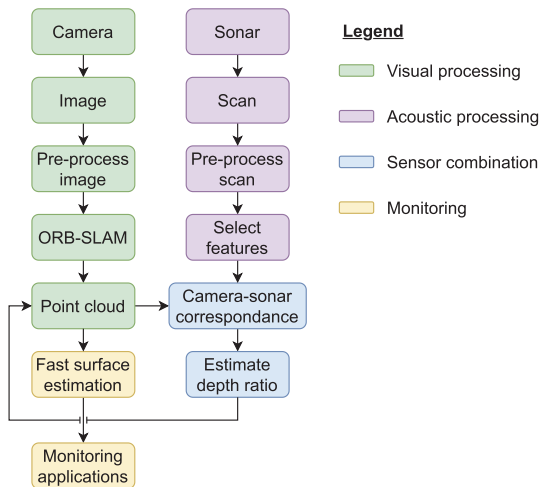 Camera
Sonar
Legend
Image
Scan
Visual processing
Acoustic processing
Pre-process
image
Pre-process
scan
Sensor combination
Monitoring
ORB-SLAM
Select
features
Point cloud
Camera-sonar
correspondance
Fast surface
estimation
Estimate
depth ratio
Monitoring
applications